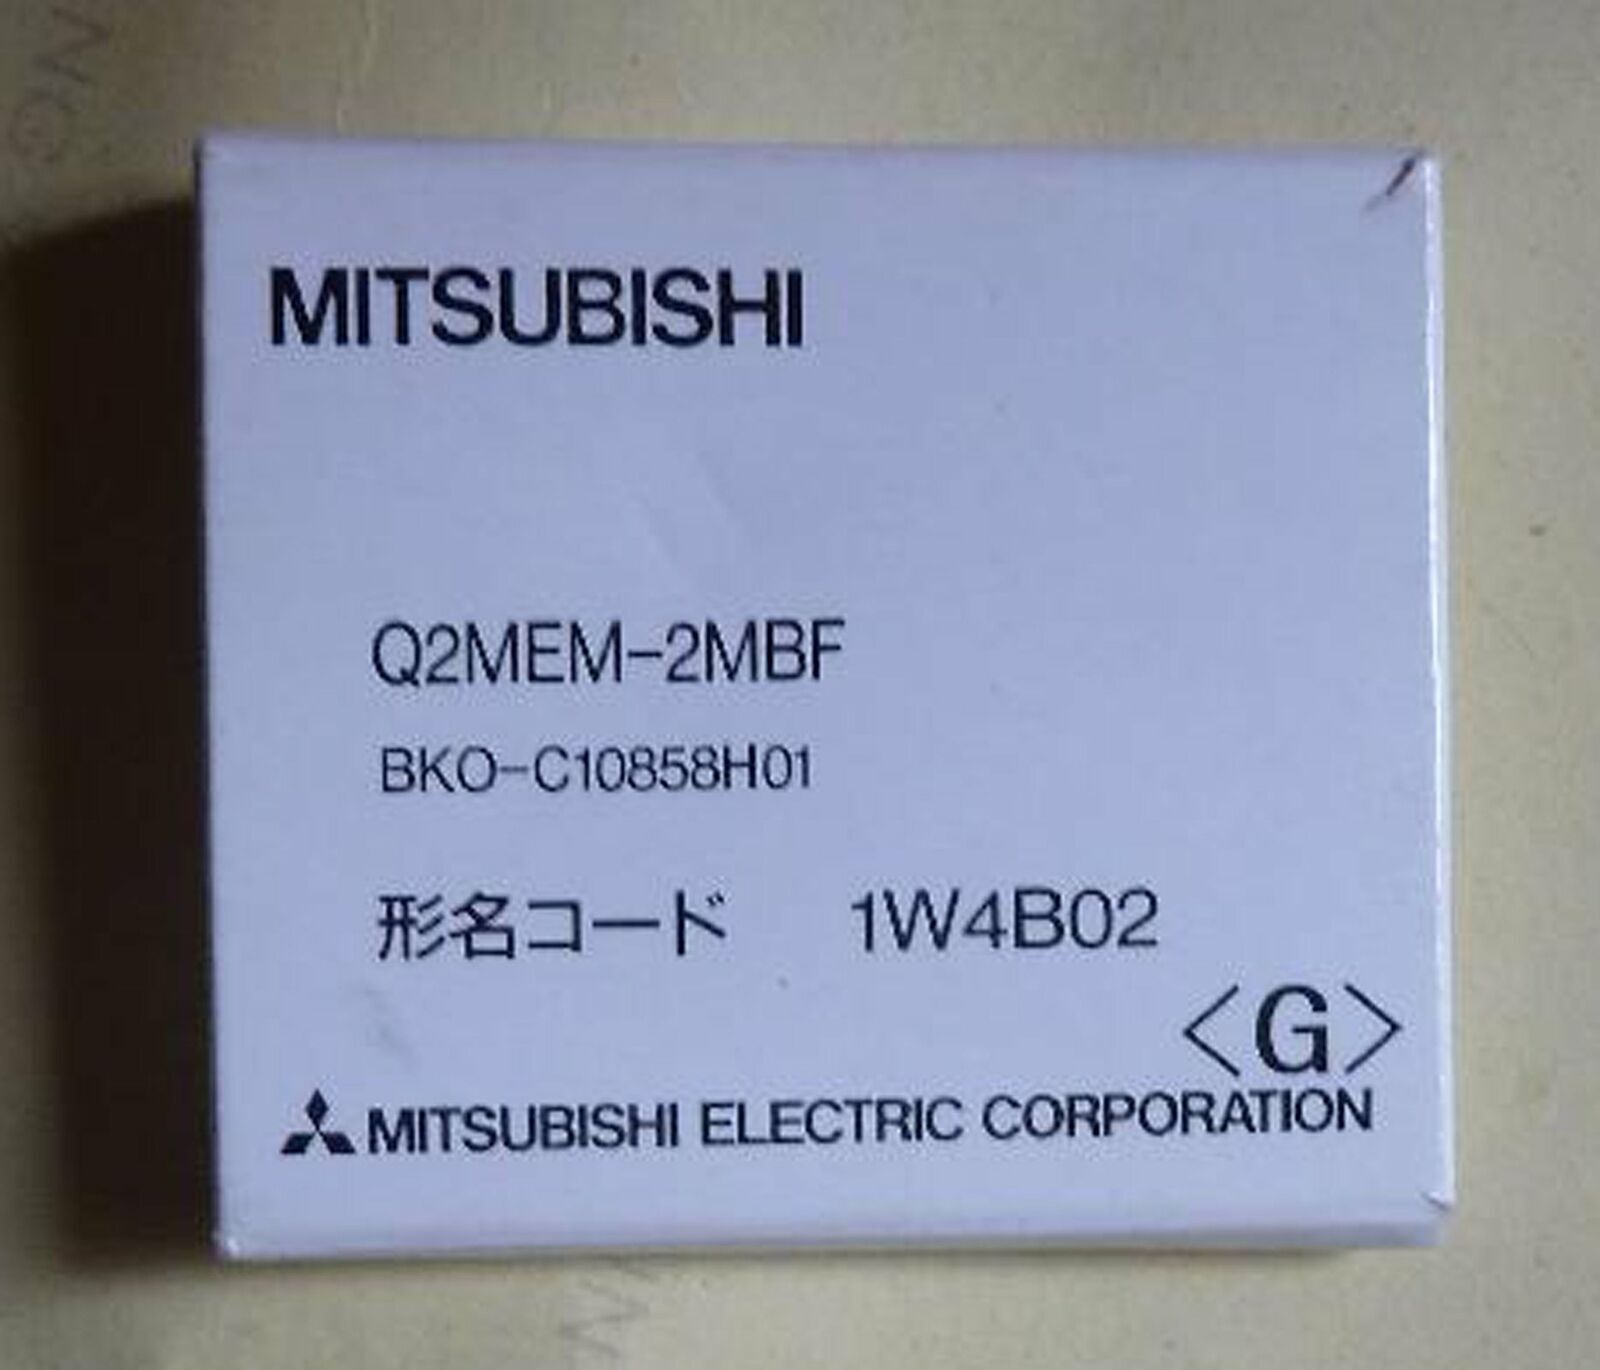 MITSUBISHI
Q2MEM-2MBF
BKO-C10858H01
形名コード 1W4B02
<G>
MITSUBISHI ELECTRIC CORPORATION